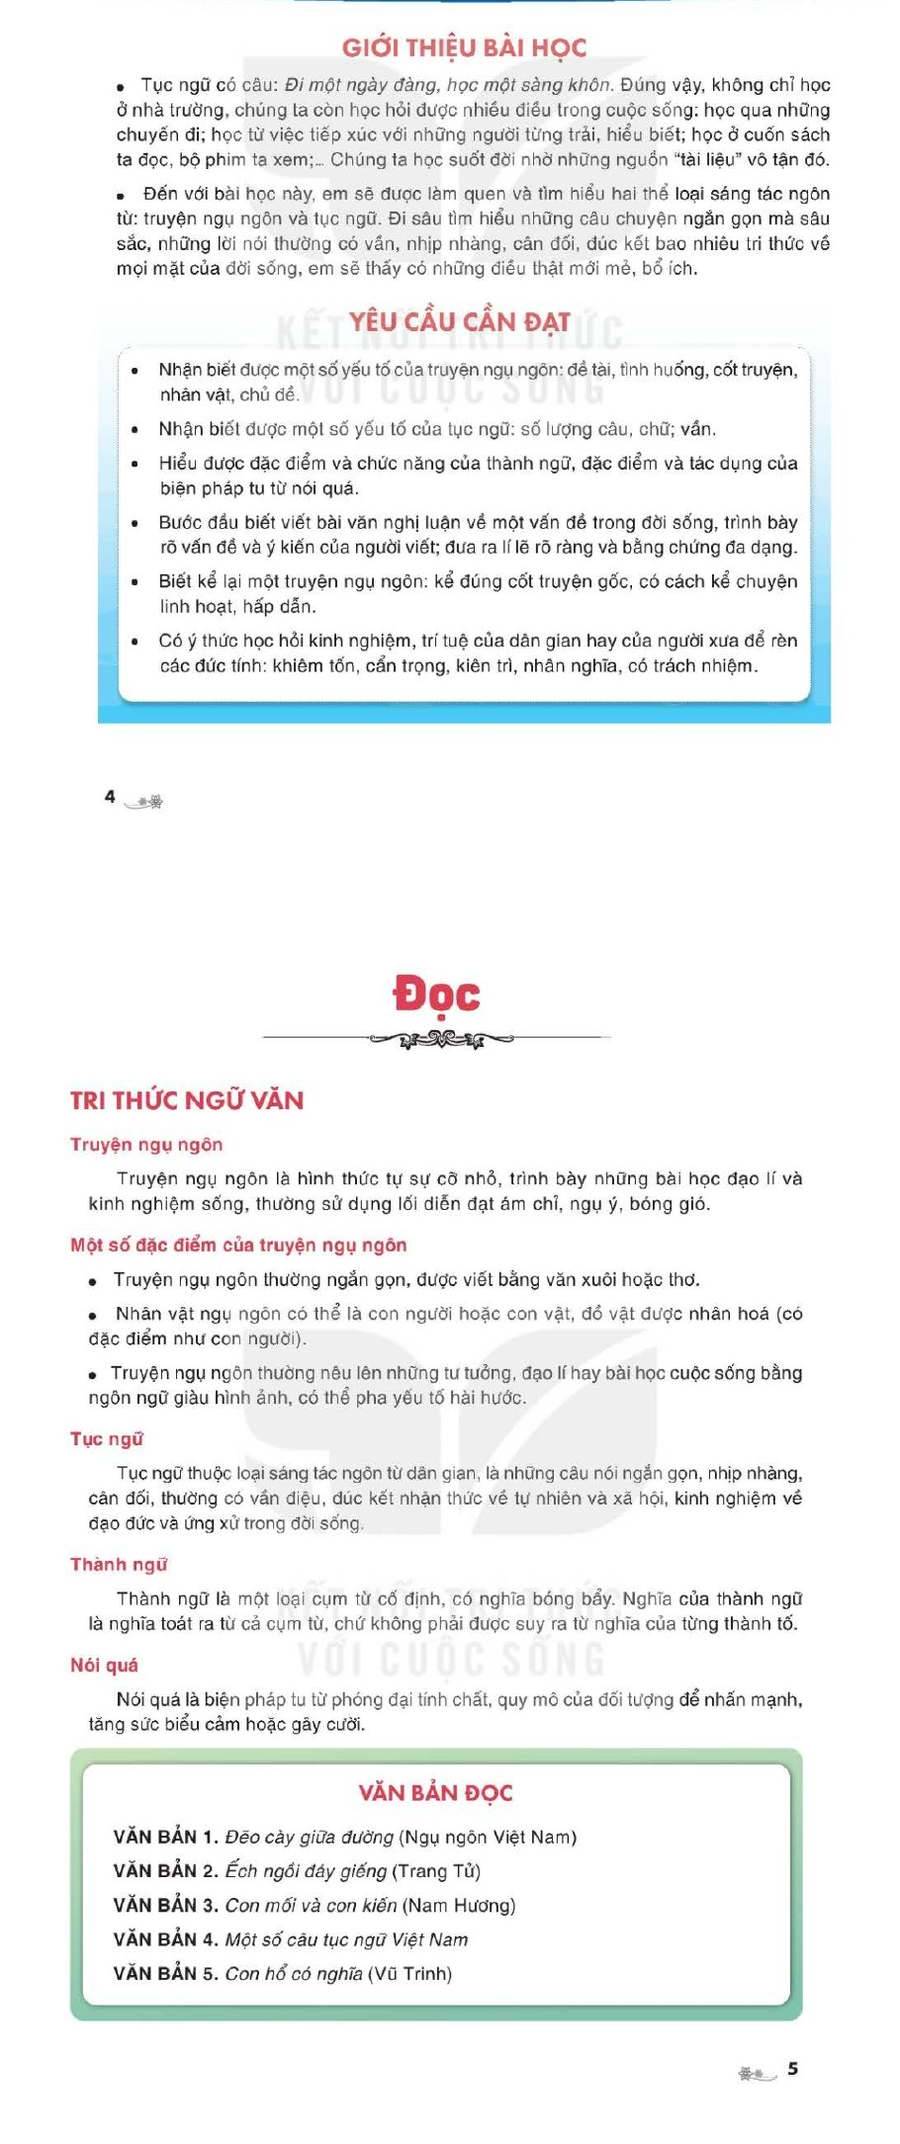 GIỚI THIỆU BÀI HỌC
• Tục ngữ có câu: Đi một ngày đàng, học một sàng khôn. Đúng vậy, không chỉ học
ở nhà trường, chúng ta còn học hỏi được nhiều điều trong cuộc sống: học qua những
chuyến đi; học từ việc tiếp xúc với những người từng trải, hiểu biết; học ở cuốn sách
ta đọc, bộ phim ta xem;... Chúng ta học suốt đời nhờ những nguồn “tài liệu” vô tận đó.
• Đến với bài học này, em sẽ được làm quen và tìm hiểu hai thể loại sáng tác ngôn
từ: truyện ngụ ngôn và tục ngữ. Đi sâu tìm hiểu những câu chuyện ngắn gọn mà sâu
sắc, những lời nói thường có vần, nhịp nhàng, cân đối, đúc kết bao nhiêu tri thức về
mọi mặt của đời sống, em sẽ thấy có những điều thật mới mẻ, bổ ích.
KẾT NỐI TRI THỨC
YÊU CẦU CẦN ĐẠT
VỚI CUỘC SỐNG
• Nhận biết được một số yếu tố của truyện ngụ ngôn: đề tài, tình huống, cốt truyện,
nhân vật, chủ đề.
• Nhận biết được một số yếu tố của tục ngữ: số lượng câu, chữ; vần.
• Hiểu được đặc điểm và chức năng của thành ngữ, đặc điểm và tác dụng của
biện pháp tu từ nói quá.
• Bước đầu biết viết bài văn nghị luận về một vấn đề trong đời sống, trình bày
rõ vấn đề và ý kiến của người viết; đưa ra lí lẽ rõ ràng và bằng chứng đa dạng.
• Biết kể lại một truyện ngụ ngôn: kể đúng cốt truyện gốc, có cách kể chuyện
linh hoạt, hấp dẫn.
• Có ý thức học hỏi kinh nghiệm, trí tuệ của dân gian hay của người xưa để rèn
các đức tính: khiêm tốn, cẩn trọng, kiên trì, nhân nghĩa, có trách nhiệm.
4
Đọc
TRI THỨC NGỮ VĂN
Truyện ngụ ngôn
Truyện ngụ ngôn là hình thức tự sự cỡ nhỏ, trình bày những bài học đạo lí và
kinh nghiệm sống, thường sử dụng lối diễn đạt ám chỉ, ngụ ý, bóng gió.
Một số đặc điểm của truyện ngụ ngôn
• Truyện ngụ ngôn thường ngắn gọn, được viết bằng văn xuôi hoặc thơ.
• Nhân vật ngụ ngôn có thể là con người hoặc con vật, đồ vật được nhân hoá (có
đặc điểm như con người).
• Truyện ngụ ngôn thường nêu lên những tư tưởng, đạo lí hay bài học cuộc sống bằng
ngôn ngữ giàu hình ảnh, có thể pha yếu tố hài hước.
Tục ngữ
Tục ngữ thuộc loại sáng tác ngôn từ dân gian, là những câu nói ngắn gọn, nhịp nhàng,
cân đối, thường có vần điệu, đúc kết nhận thức về tự nhiên và xã hội, kinh nghiệm về
đạo đức và ứng xử trong đời sống.
Thành ngữ
KẾT NỐI TRI THỨC
Thành ngữ là một loại cụm từ cố định, có nghĩa bóng bẩy. Nghĩa của thành ngữ
là nghĩa toát ra từ cả cụm từ, chứ không phải được suy ra từ nghĩa của từng thành tố.
VỚI CUỘC SỐNG
Nói quá
Nói quá là biện pháp tu từ phóng đại tính chất, quy mô của đối tượng để nhấn mạnh,
tăng sức biểu cảm hoặc gây cười.
VĂN BẢN ĐỌC
VĂN BẢN 1. Đẽo cày giữa đường (Ngụ ngôn Việt Nam)
VĂN BẢN 2. Ếch ngồi đáy giếng (Trang Tử)
VĂN BẢN 3. Con mối và con kiến (Nam Hương)
VĂN BẢN 4. Một số câu tục ngữ Việt Nam
VĂN BẢN 5. Con hổ có nghĩa (Vũ Trinh)
5